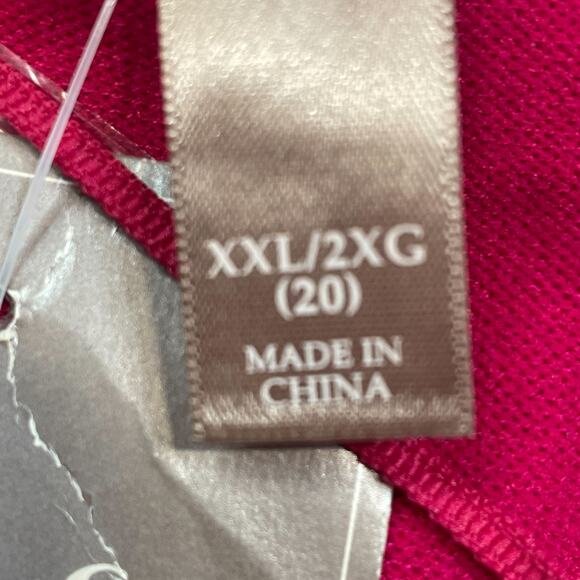 XXL/2XG
(20)
MADE IN
CHINA